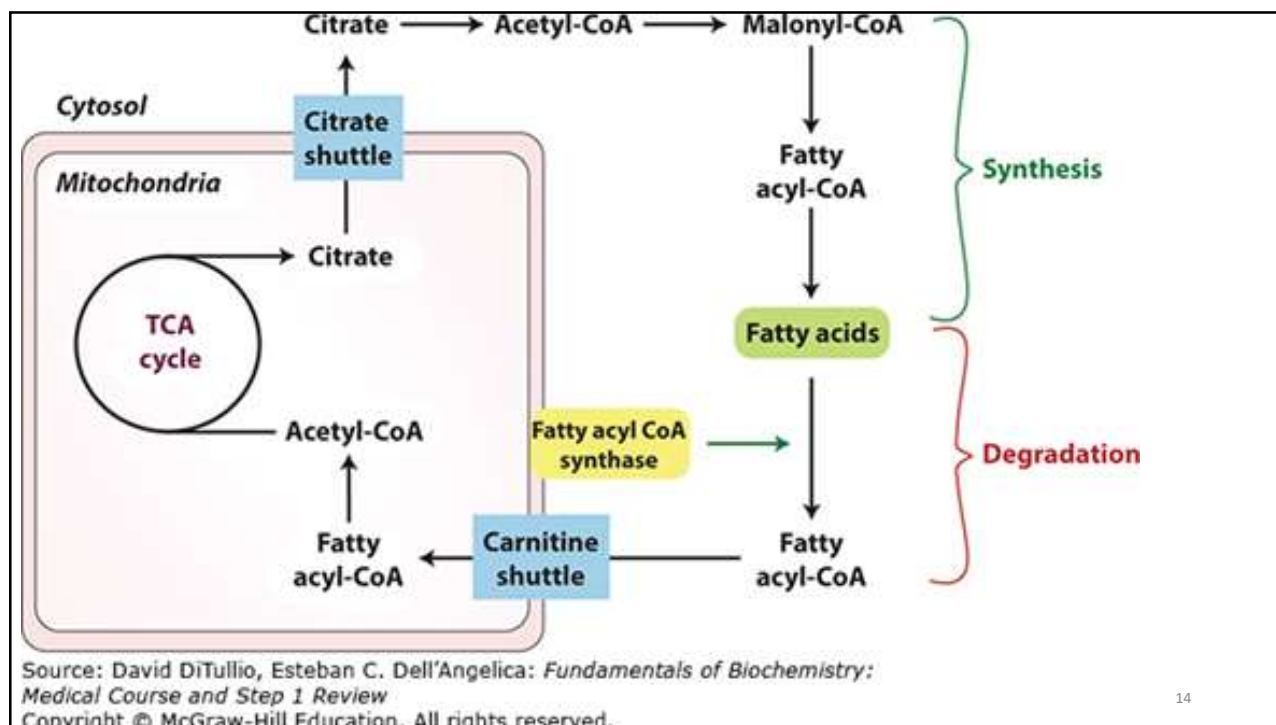 Citrate
Acetyl-CoA
Malonyl-CoA
Cytosol
Citrate
shuttle
Mitochondria
Fatty
acyl-CoA
Synthesis
Citrate
TCA
cycle
Fatty acids
Acetyl-CoA
Fatty acyl CoA
synthase
Degradation
Fatty
acyl-CoA
Carnitine
shuttle
Fatty
acyl-CoA
Source: David DiTullio, Esteban C. Dell'Angelica: Fundamentals of Biochemistry:
Medical Course and Step 1 Review
Copyright © McGraw-Hill Education. All rights reserved.
14